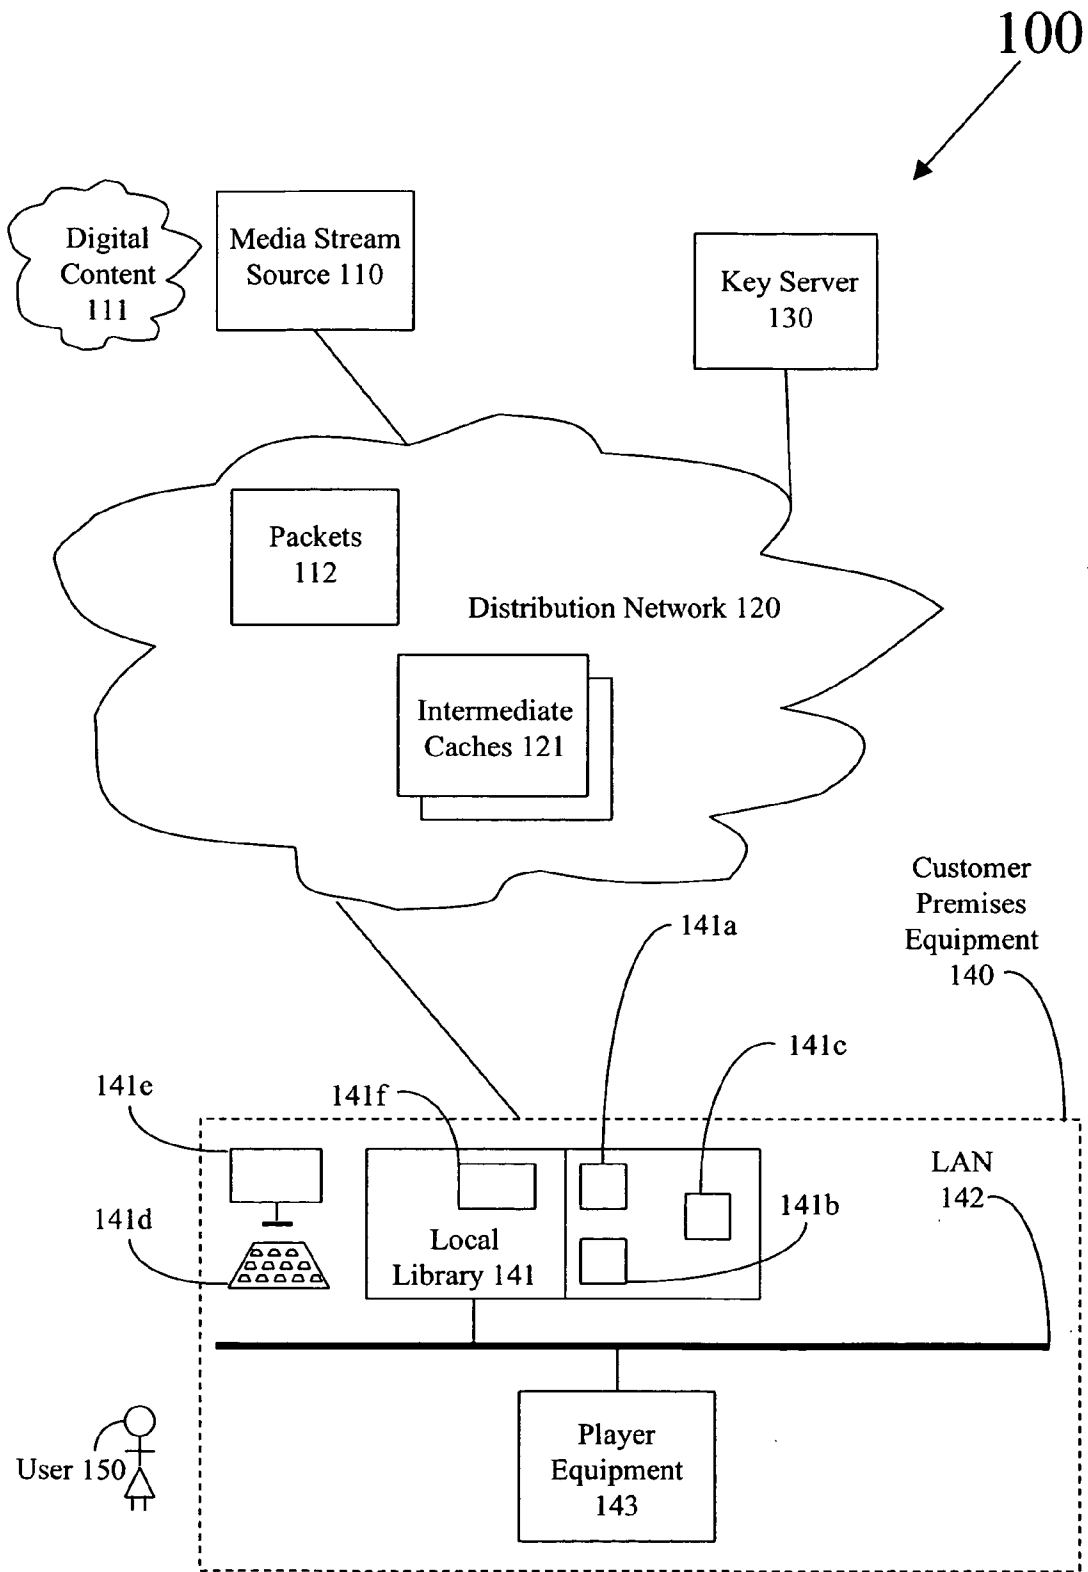 100
Digital
Content
111
Media Stream
Source 110
Key Server
130
Packets
112
Distribution Network 120
Intermediate
Caches 121
Customer
Premises
Equipment
140
141a
141c
141e
141f
LAN
142
141b
141d
Local
Library 141
User 150
Player
Equipment
143